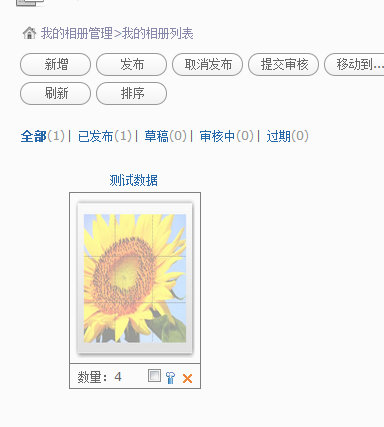 我的相册管理>我的相册列表
新增 发布 取消发布 提交审核 移动到...
刷新 排序
全部(1)| 已发布(1)| 草稿(0)| 审核中(0)| 过期(0)
测试数据
数量：4